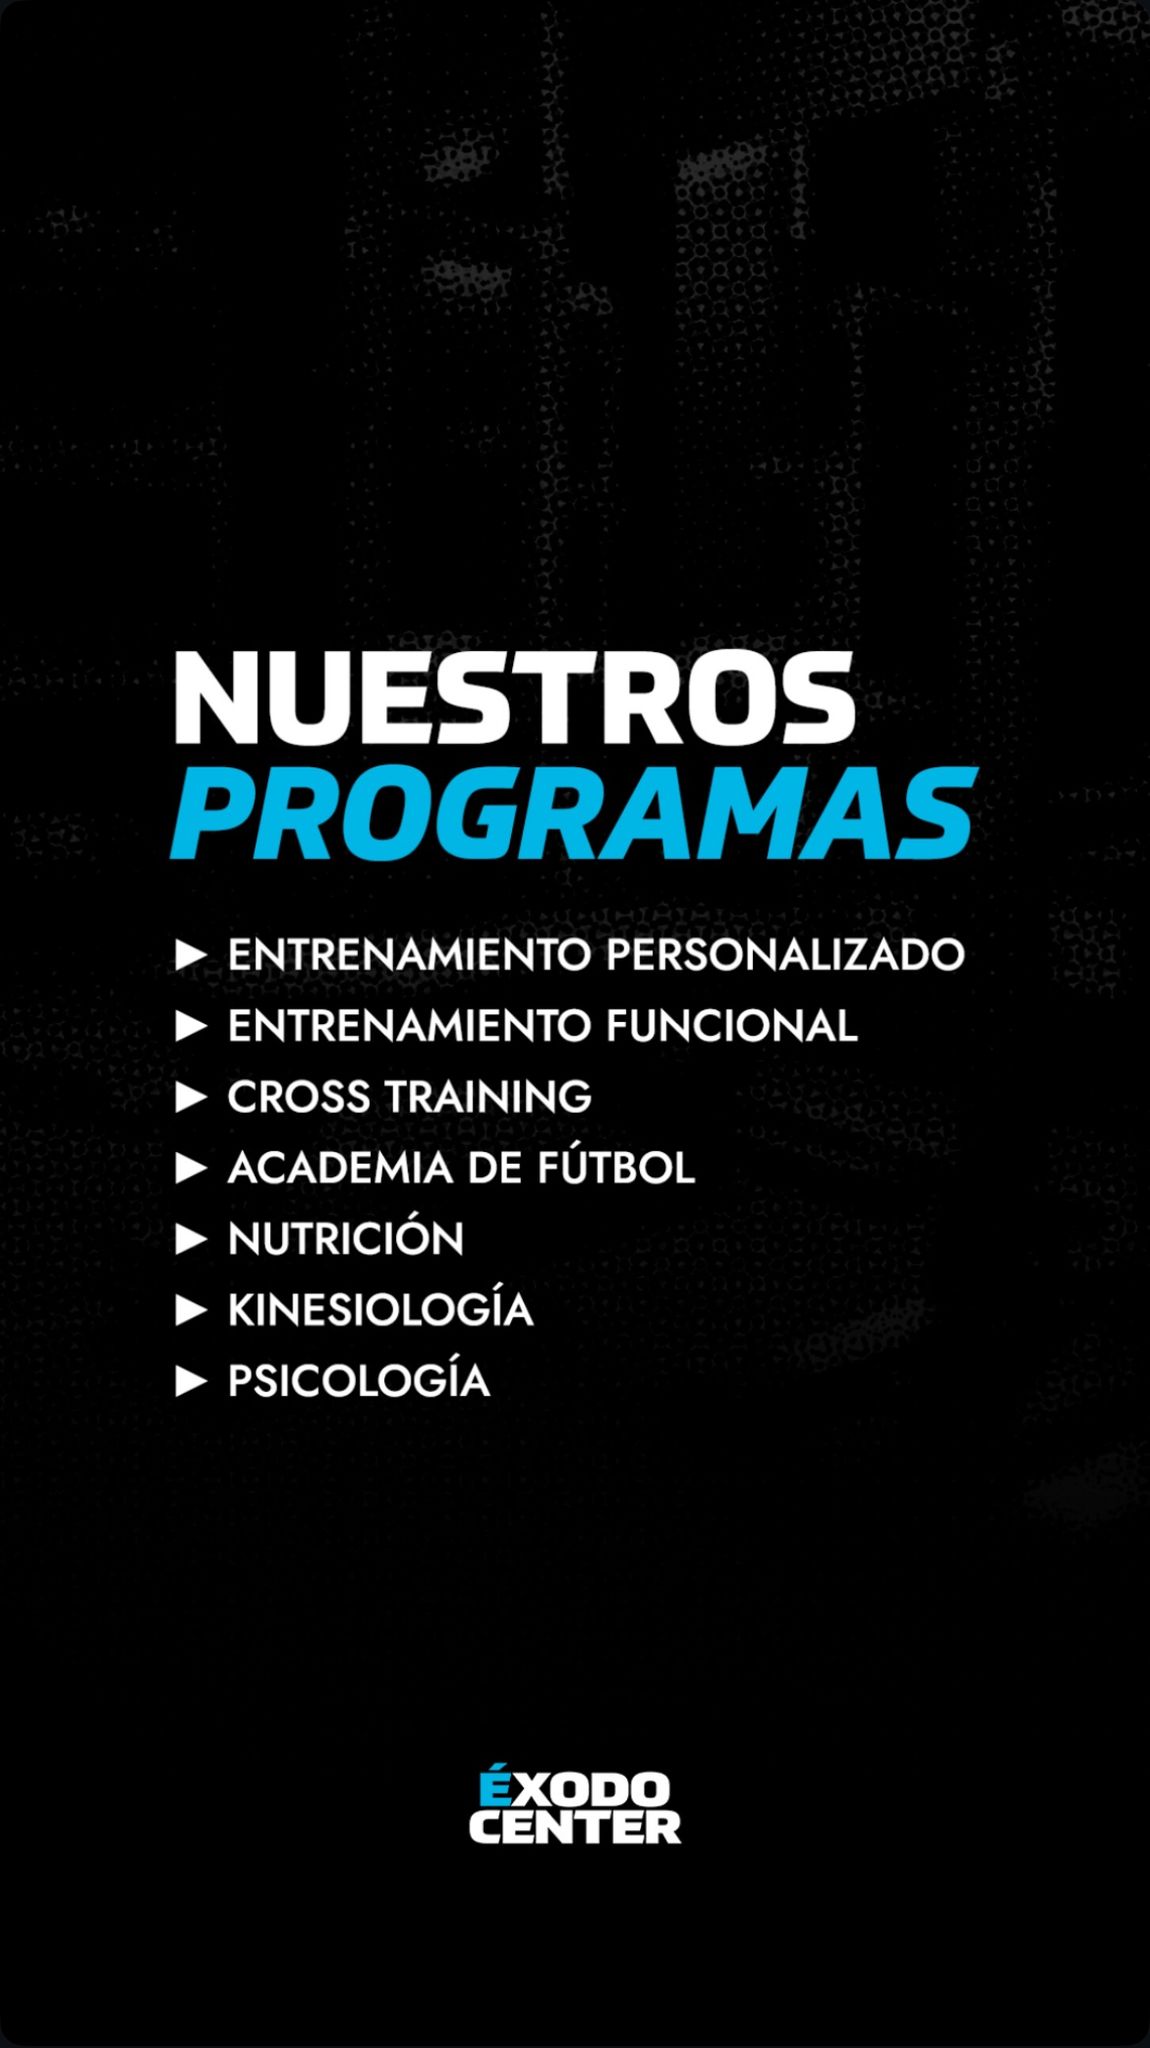 NUESTROS
PROGRAMAS
► ENTRENAMIENTO PERSONALIZADO
► ENTRENAMIENTO FUNCIONAL
► CROSS TRAINING
► ACADEMIA DE FÚTBOL
► NUTRICIÓN
► KINESIOLOGÍA
► PSICOLOGÍA
ÉXODO
CENTER